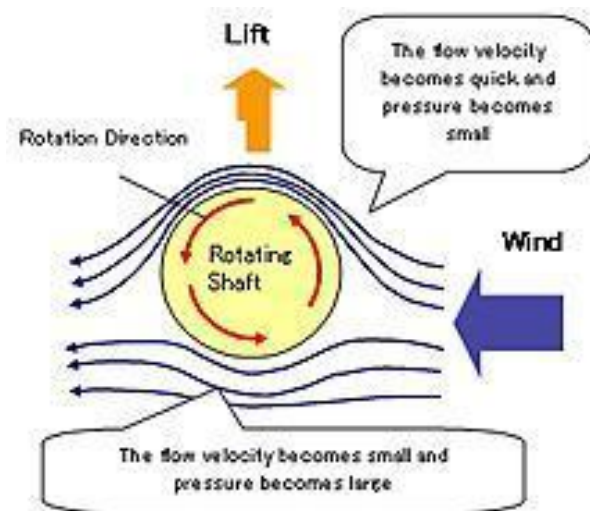 Lift
The flow velocity
becomes quick and
pressure becomes
small
Rotation Direction
Wind
Rotating
Shaft
The flow velocity becomes small and
pressure becomes large